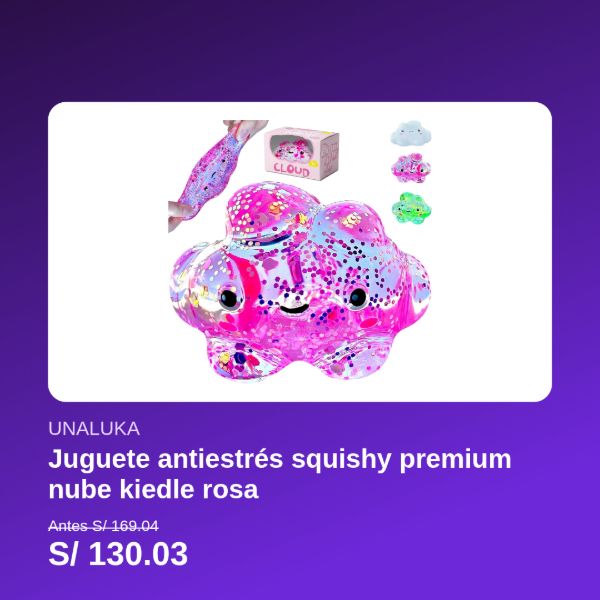 CLOUD
UNALUKA
Juguete antiestrés squishy premium
nube kiedle rosa
Antes S/ 169.04
S/ 130.03